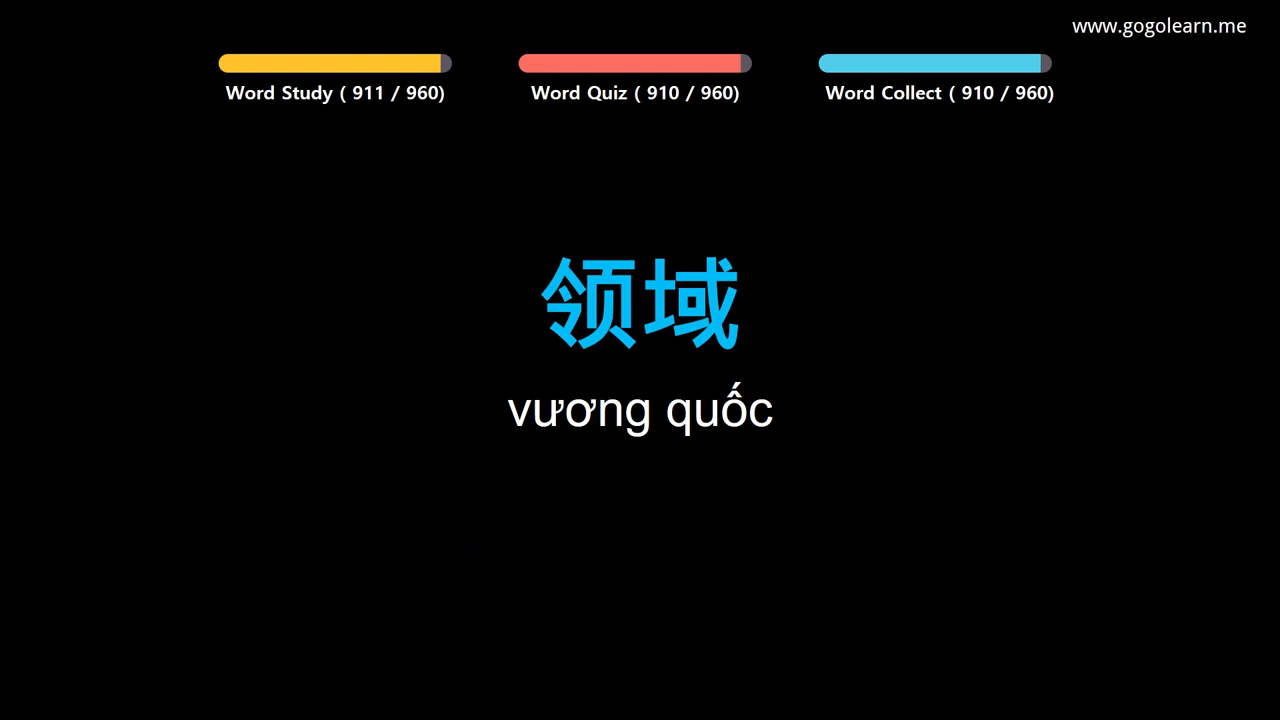 www.gogolearn.me
Word Study ( 911 / 960)
Word Quiz ( 910 / 960)
Word Collect ( 910 / 960)
领域
vương quốc